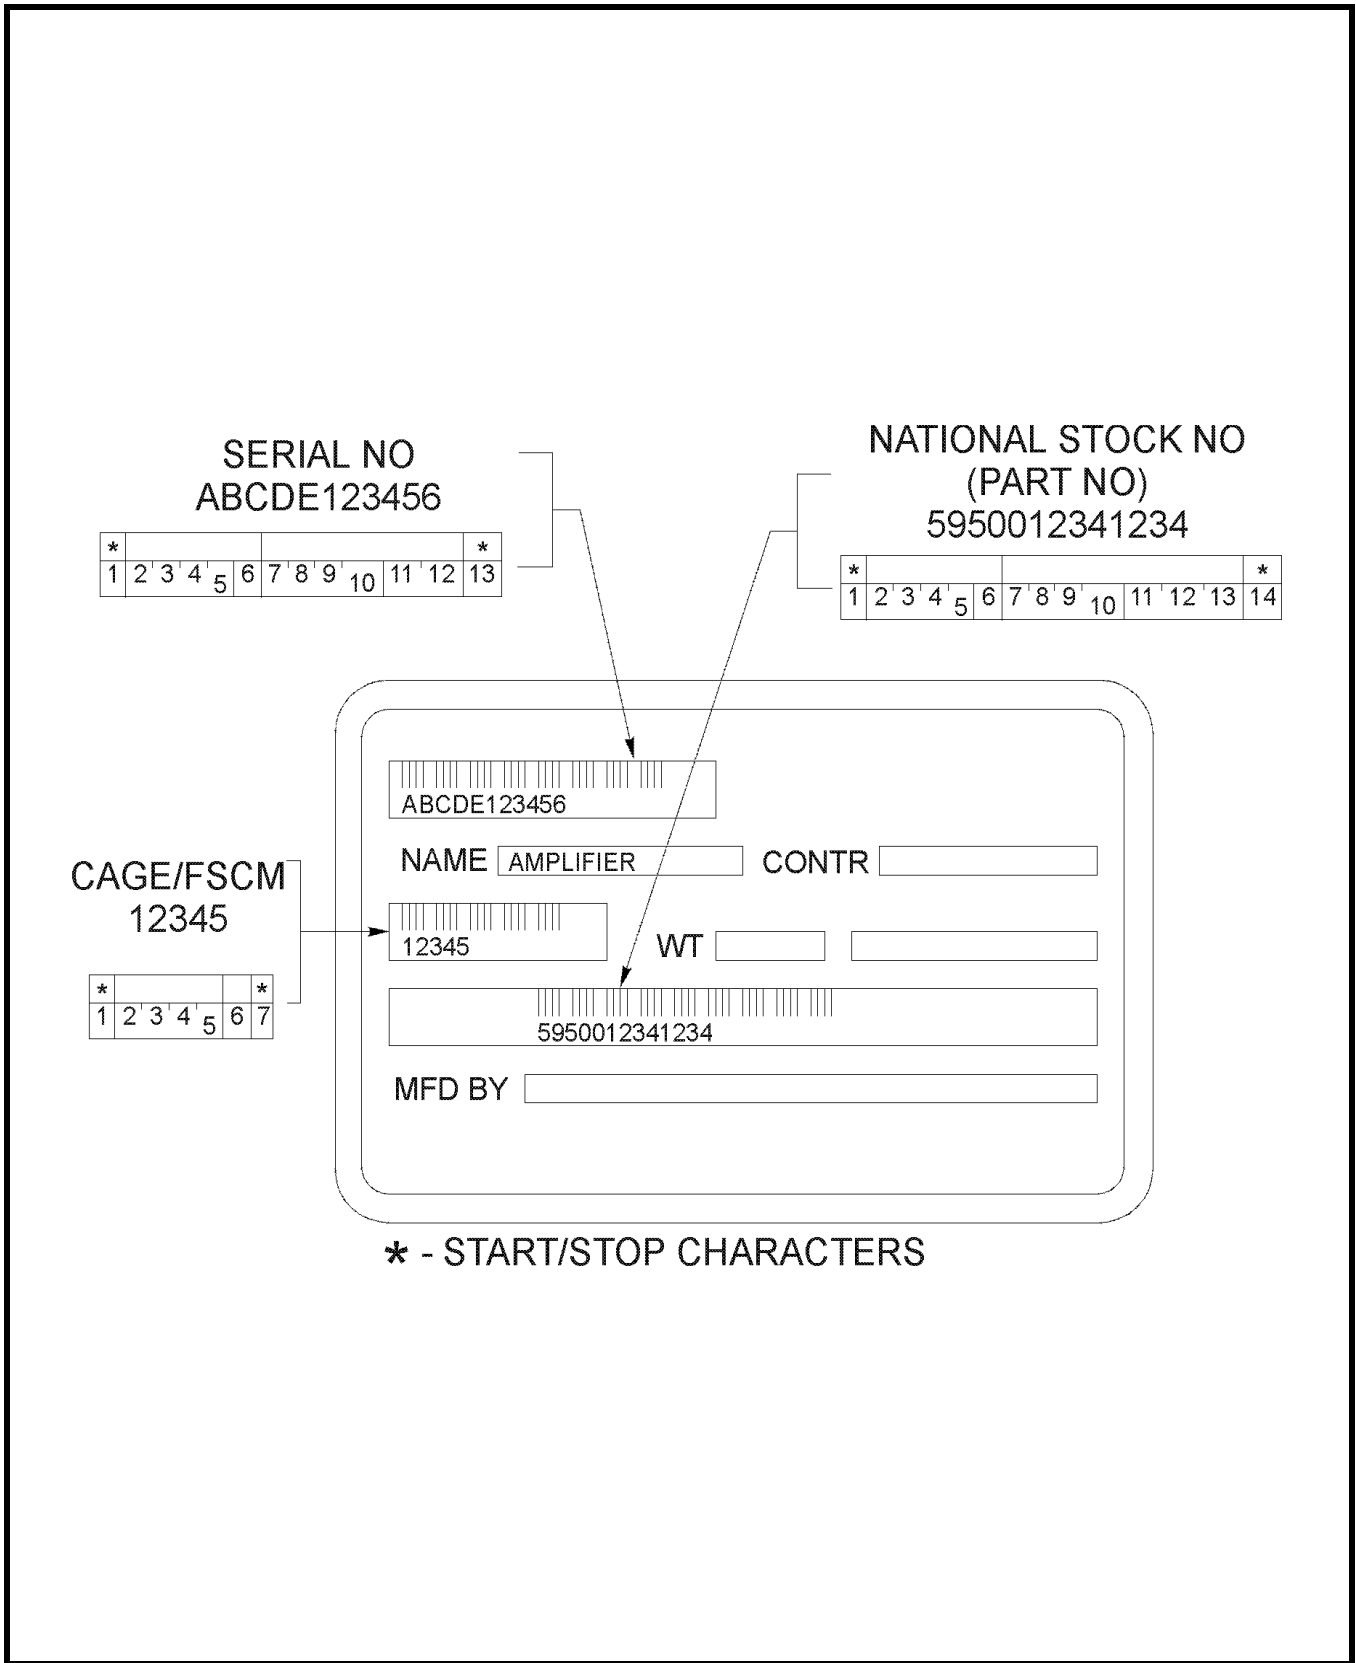 SERIAL NO
ABCDE123456
* *
1 2 3 4 5 6 7 8 9 10 11 12 13
NATIONAL STOCK NO
(PART NO)
5950012341234
* *
1 2 3 4 5 6 7 8 9 10 11 12 13 14
ABCDE123456
NAME AMPLIFIER CONTR
CAGE/FSCM
12345
* *
1 2 3 4 5 6 7
12345
WT
5950012341234
MFD BY
* - START/STOP CHARACTERS